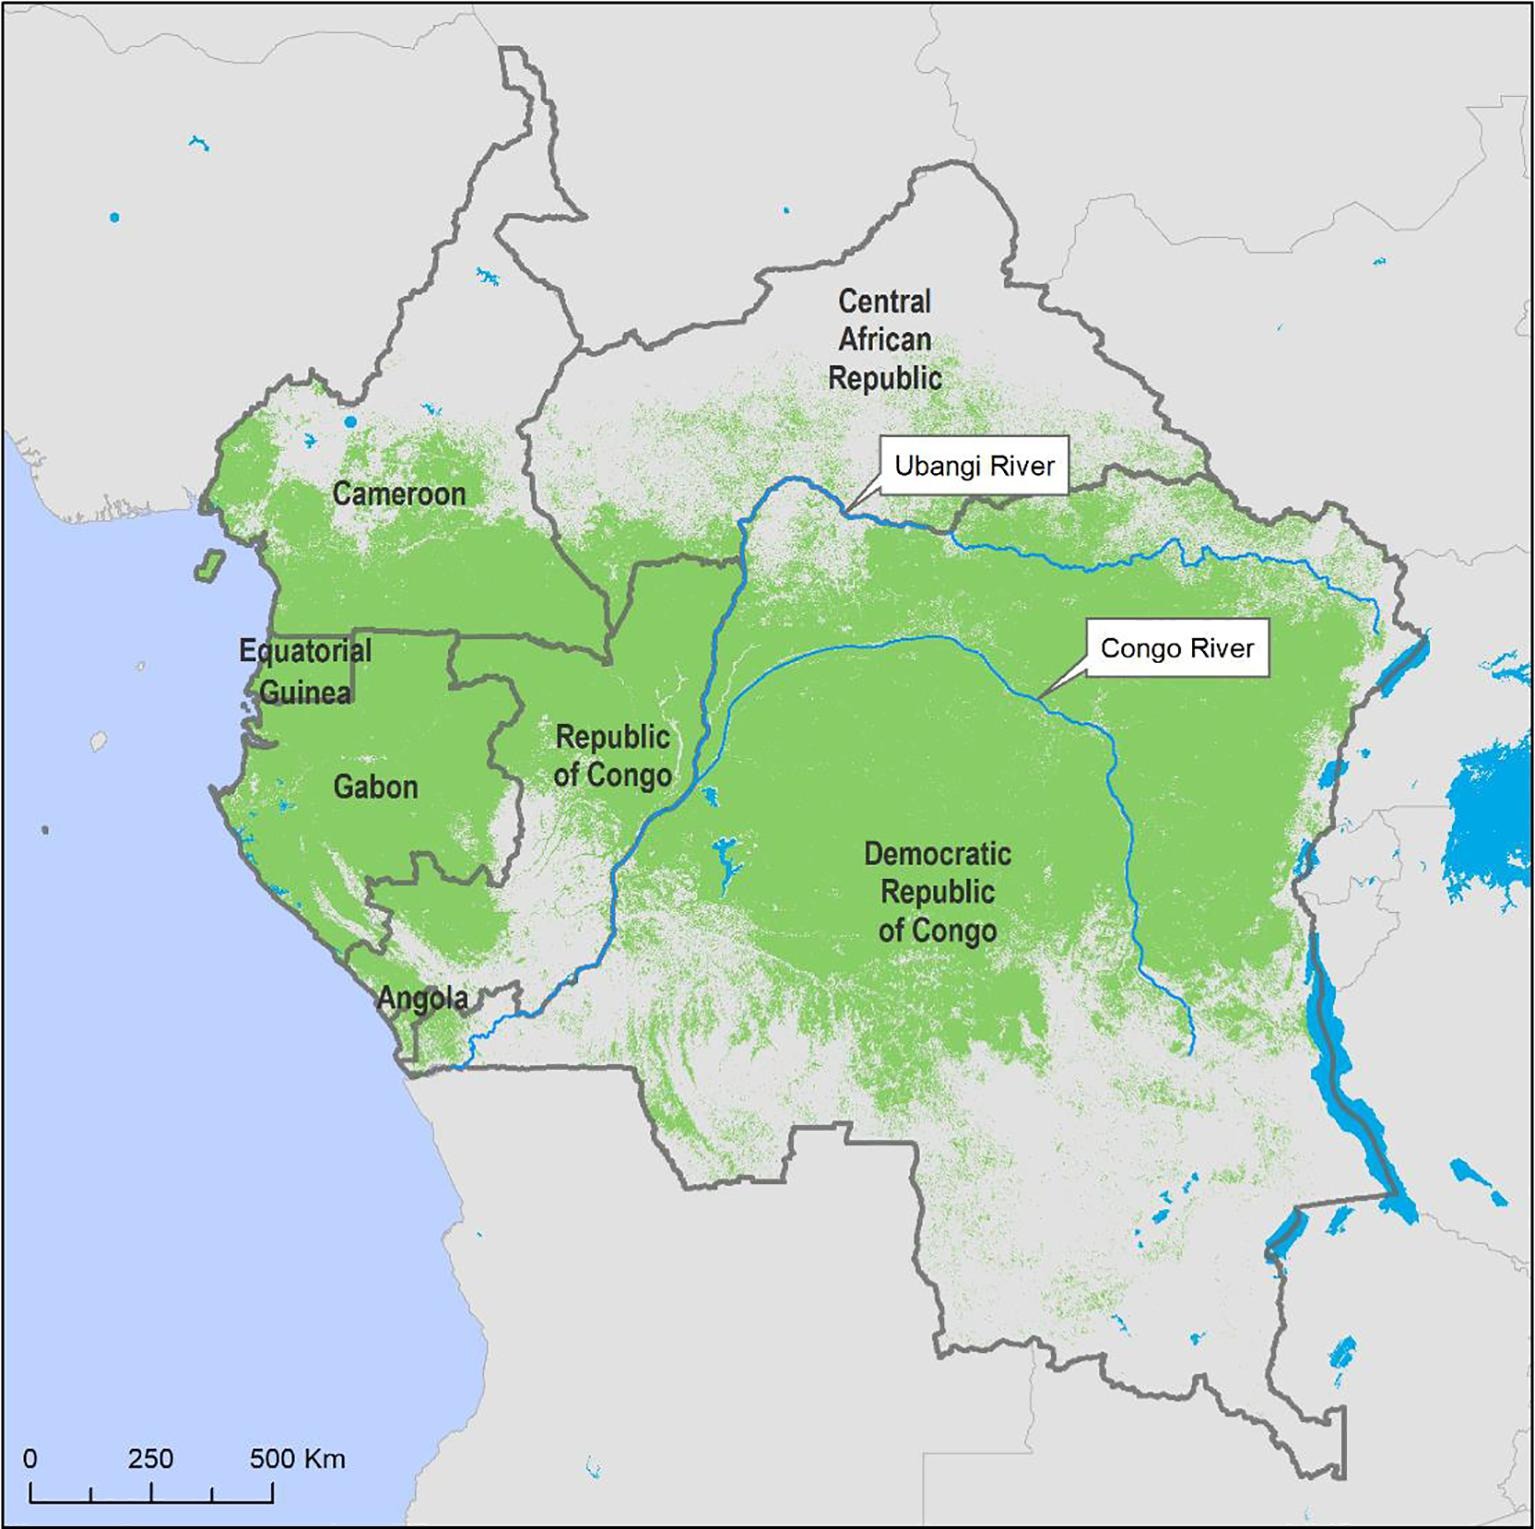 Central
African
Republic
Ubangi River
Cameroon
Congo River
Equatorial
Guinea
Republic
of Congo
Gabon
Democratic
Republic
of Congo
Angola
0 250 500 Km